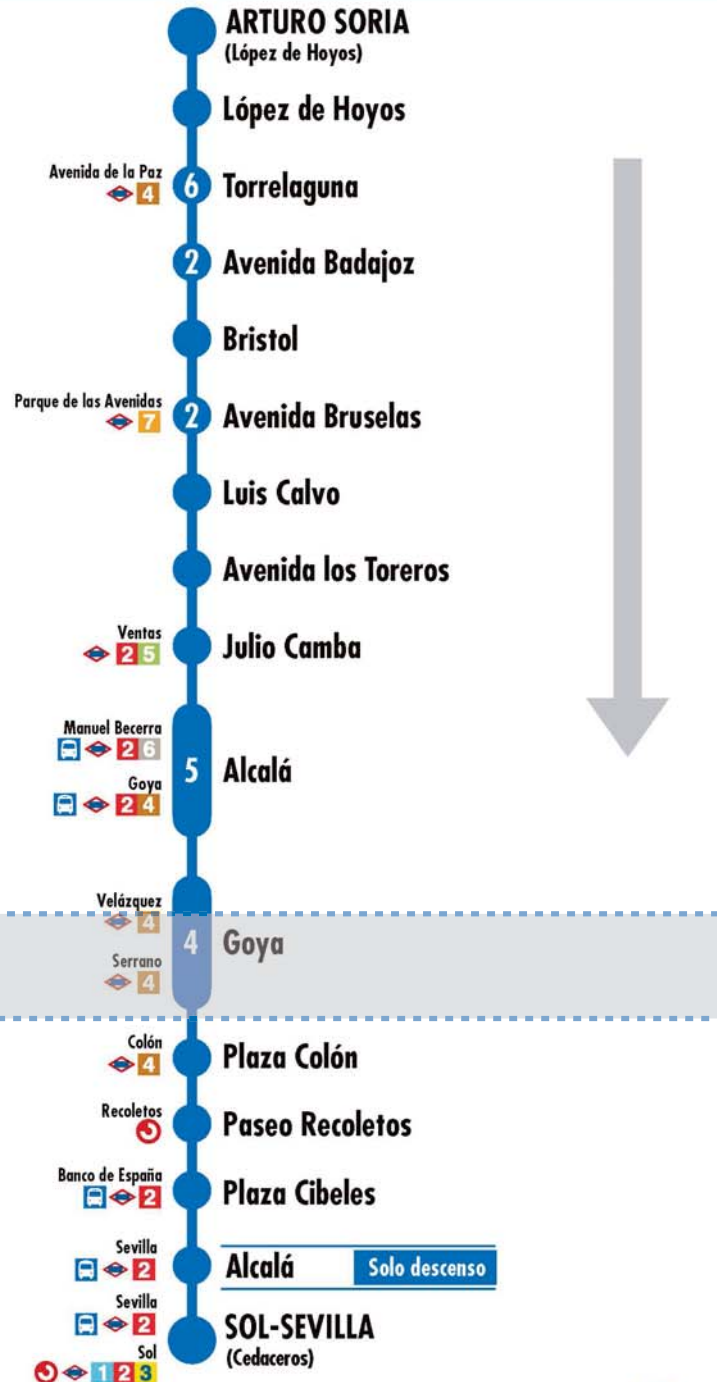 ARTURO SORIA
(López de Hoyos)
López de Hoyos
Avenida de la Paz
4
6
Torrelaguna
2
Avenida Badajoz
Bristol
Parque de las Avenidas
7
2
Avenida Bruselas
Luis Calvo
Avenida los Toreros
Ventas
2 5
Julio Camba
Manuel Becerra
2 6
Goya
2 4
5
Alcalá
Velázquez
4
Serrano
4
4
Goya
Colón
4
Plaza Colón
Recoletos
Paseo Recoletos
Banco de España
2
Plaza Cibeles
Sevilla
2
Alcalá
Solo descenso
Sevilla
2
Sol
1 2 3
SOL-SEVILLA
(Cedaceros)